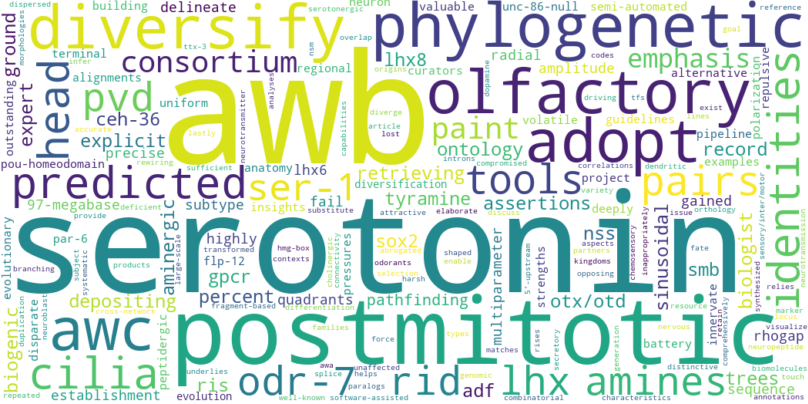 dispersed building delineate neuron valuable unc-86-null semi-automated reference
morphologies serotonergic goal
diversify phylogenetic
ground terminal ttx-3 overlap
infer consortium lhx8 radial emphasis
outstanding expert alignments regional curators amplitude alternative repulsive
head pvd ceh-36 uniform awb olfactory polarization identities
explicit neurotransmitter analyses capabilities origins dopamine codes driving tfs exist
accurate precise diverge paint volatile guidelines lines
pou-homeodomain lastly article lost adopt pipeline
rewiring sufficient ontology record
anatomy lhx6 retrieving introns compromised dendritic examples
predicted ser-1 diversification tools correlations project pairs
97-megabase deficient subtype insights tyramine assertions variety gained
evolutionary provide fail substitute attractive elaborate discuss deeply issue orthology
par-6 aminergic highly serotonin sox2 pressures aspects nss sinusoidal smb biologist
branching subject systematic large-scale flp-12 transformed hmg-box contexts cholinergic connectivity shaped aggregated partners kingdoms opposing strengths multiparameter inappropriately chemosensory fate sensory/inter/motor
products gpcr odorants selection harsh enable innervate locus relies
biogenic depositing percent quadrants pathfinding otx/otd rhogap synthesized retain comprehensively
disparate cross-network fragment-based differentiation 5'-upstream resource neurotransmission
duplication neuroblast awc peptidergic postmitotic battery marker visualize
families force types nervous neuropeptide
underlies rises secretory generation genomic biomolecules
cilia ris awa unaffected matches distinctive touch
splice helps odr-7 rid adf lhx amines trees
repeated establishment evolution paralogs sequence
well-known software-assisted combinatorial characteristics annotations
nsm